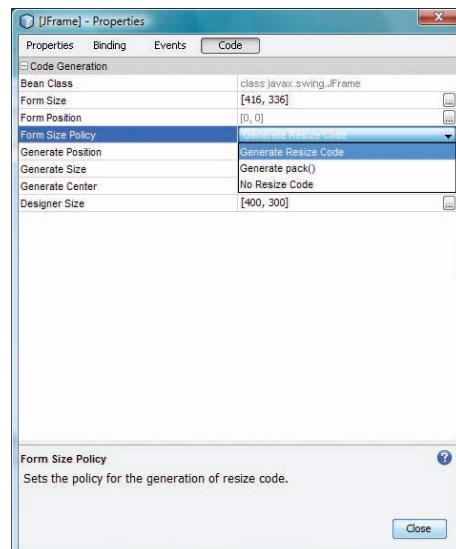 [JFrame] - Properties
Properties Binding Events Code
Code Generation
Bean Class class javax.swing.JFrame
Form Size [416, 336] ...
Form Position [0, 0] ...
Form Size Policy Generate Resize Code
Generate Position Generate Resize Code
Generate Size Generate pack()
Generate Center No Resize Code
Designer Size [400, 300] ...
Form Size Policy
Sets the policy for the generation of resize code.
Close